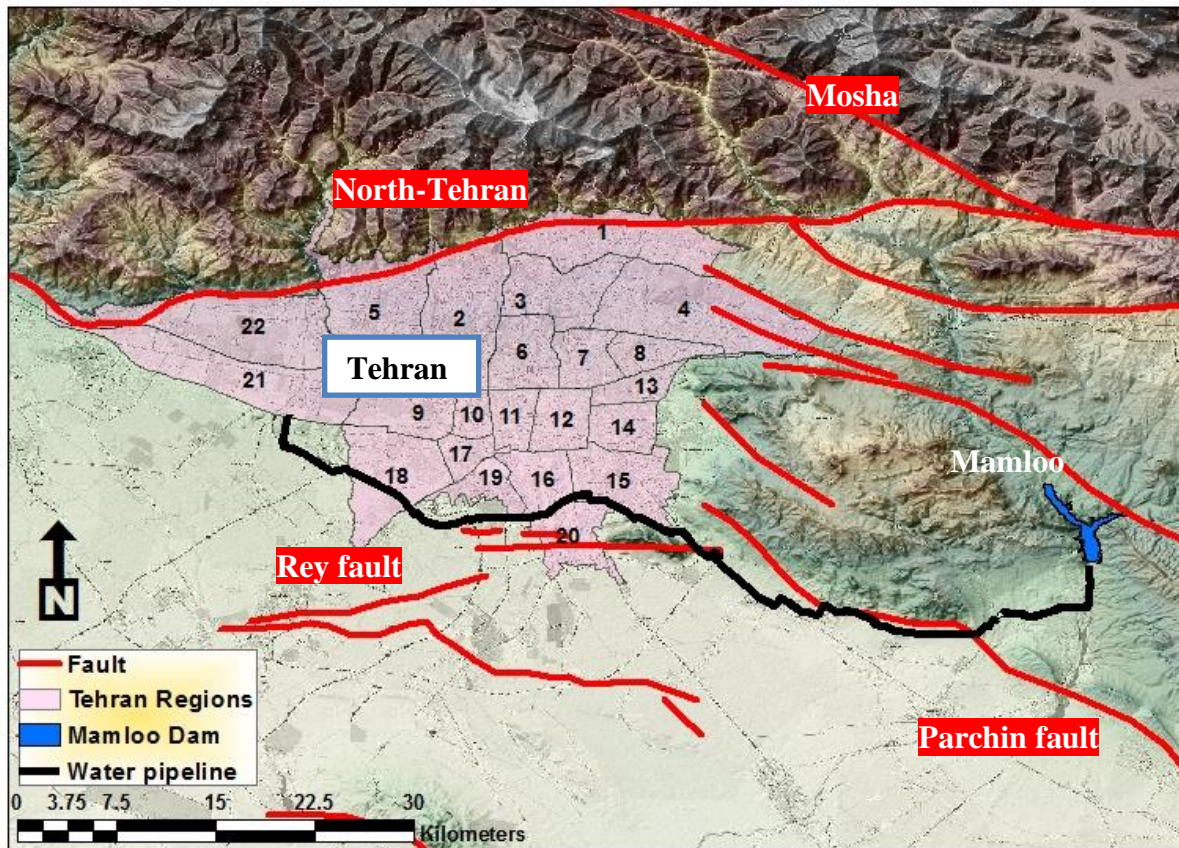 Mosha
North-Tehran
1
3
4
5
2
22
6
7
8
Tehran
21
13
9
10
11
12
14
Mamloo
17
18
19
16
15
20
Rey fault
N
Fault
Tehran Regions
Mamloo Dam
Water pipeline
Parchin fault
0 3.75 7.5 15 22.5 30
Kilometers